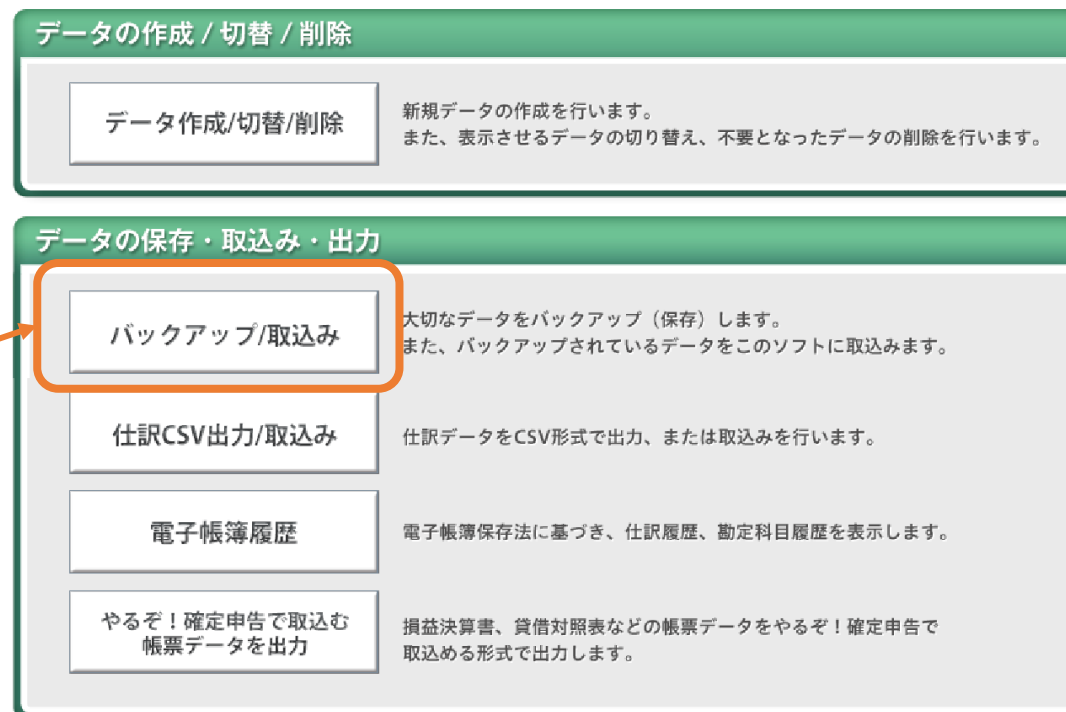 データの作成 / 切替 / 削除
データ作成/切替/削除
新規データの作成を行います。
また、表示させるデータの切り替え、不要となったデータの削除を行います。
データの保存・取込み・出力
バックアップ/取込み
大切なデータをバックアップ（保存）します。
また、バックアップされているデータをこのソフトに取込みます。
仕訳CSV出力/取込み
仕訳データをCSV形式で出力、または取込みを行います。
電子帳簿履歴
電子帳簿保存法に基づき、仕訳履歴、勘定科目履歴を表示します。
やるぞ！確定申告で取込む
帳票データを出力
損益決算書、貸借対照表などの帳票データをやるぞ！確定申告で
取込める形式で出力します。